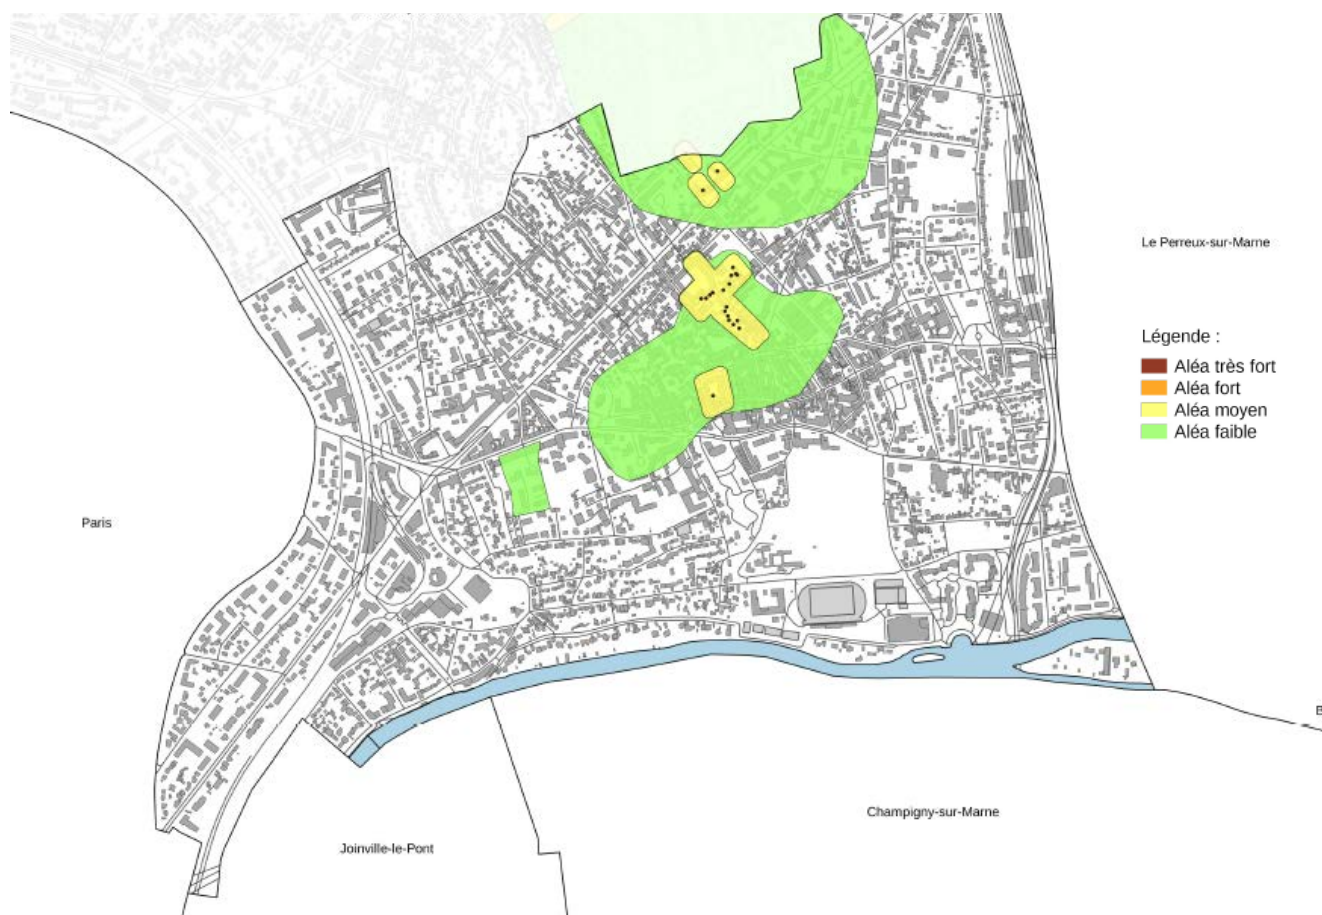 Le Perreux-sur-Marne
Légende :
Aléa très fort
Aléa fort
Aléa moyen
Aléa faible
Paris
B
Champigny-sur-Marne
Joinville-le-Pont